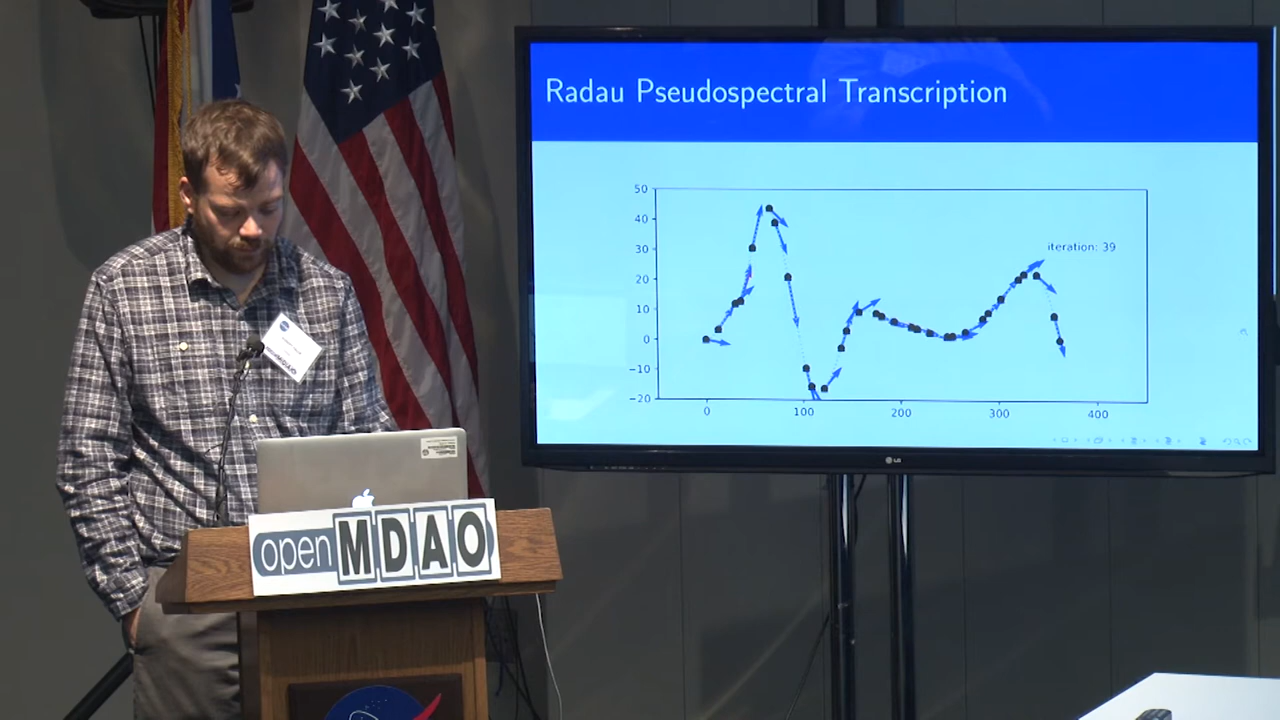 Radau Pseudospectral Transcription
50
40
30
20
10
0
−10
−20
iteration: 39
0 100 200 300 400
LG
open MDAO